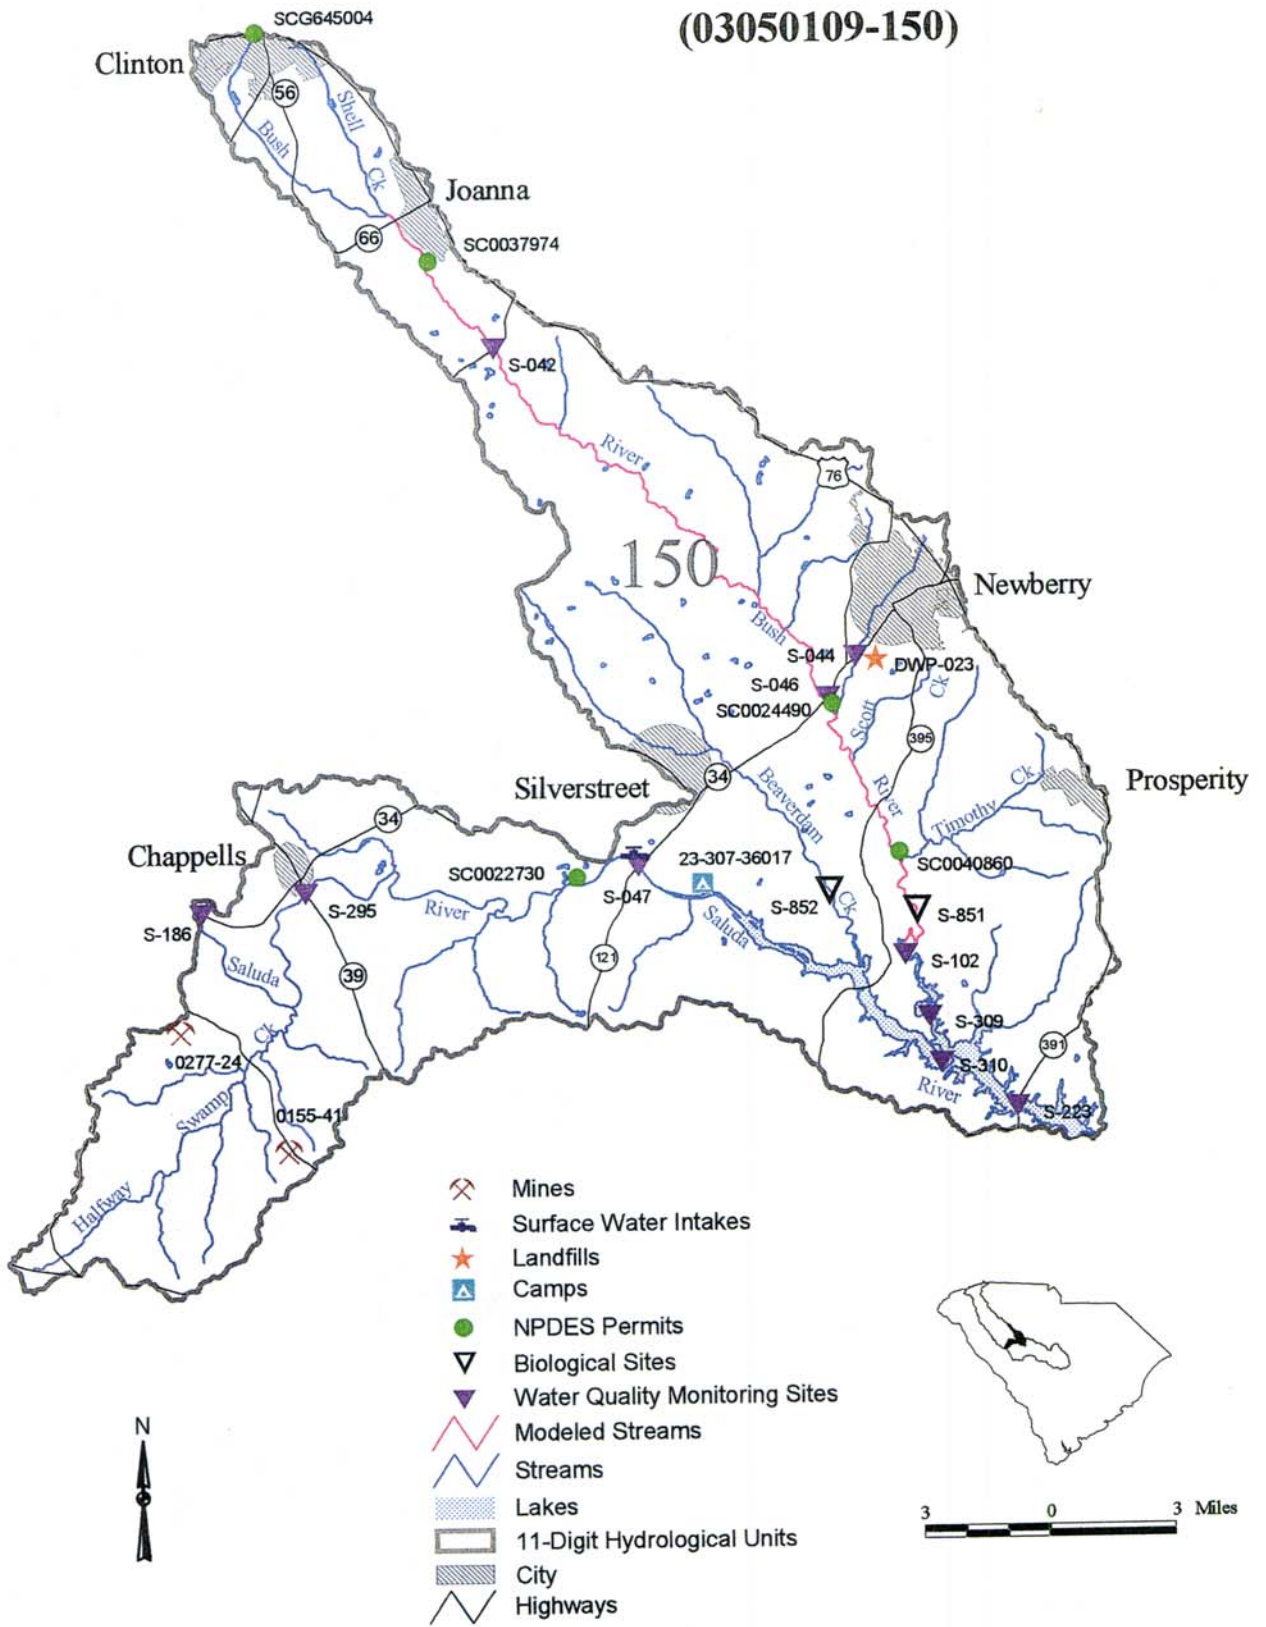 (03050109-150)
SCG645004
Clinton
56
Shell
Bush
Ck
Joanna
66
SC0037974
S-042
River
76
150
Newberry
Bush
S-044
DWP-023
S-046
Ck
SC0024490
Scott
395
34
Beaverdam
River
Ck
Prosperity
Silverstreet
Timothy
34
Chappells
23-307-36017
SC0040860
SC0022730
S-047
S-852
Ck
S-851
S-295
River
S-186
Saluda
121
S-102
Saluda
39
S-309
Ck
391
0277-24
S-310
River
Swamp
0155-41
S-223
Halfway
Mines
Surface Water Intakes
Landfills
Camps
NPDES Permits
Biological Sites
Water Quality Monitoring Sites
Modeled Streams
Streams
Lakes
11-Digit Hydrological Units
City
Highways
N
3 0 3 Miles